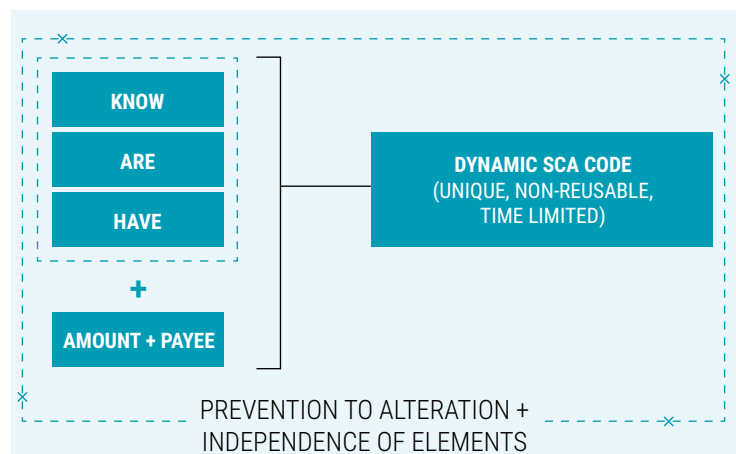 KNOW
ARE
HAVE
+
AMOUNT + PAYEE
DYNAMIC SCA CODE
(UNIQUE, NON-REUSABLE,
TIME LIMITED)
PREVENTION TO ALTERATION +
INDEPENDENCE OF ELEMENTS